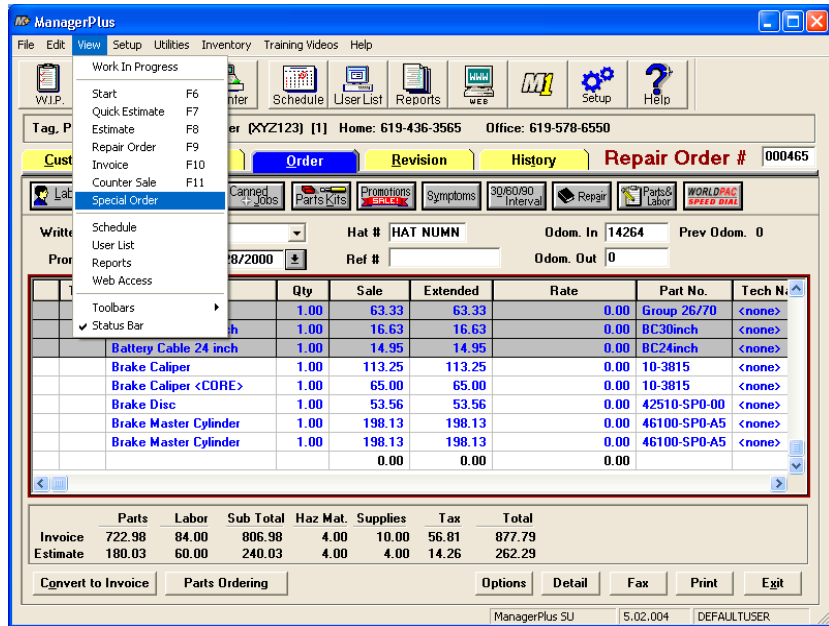 ManagerPlus
File Edit View Setup Utilities Inventory Training Videos Help
Work In Progress
Start F6
Quick Estimate F7
Estimate F8
Repair Order F9
Invoice F10
Counter Sale F11
Special Order
Schedule
User List
Reports
Web Access
Toolbars
Status Bar
W.I.P. Schedule User List Reports WEB M1 Setup Help
Tag, P er (XYZ123) [1] Home: 619-436-3565 Office: 619-578-6550
Cust Order Revision History Repair Order # 000465
Lab Canned Jobs Parts Kits Promotions SALE! Symptoms 30/60/90 Interval Repair Parts& Labor WORLDPAC SPEED DIAL
Writte Hat # HAT NUMN Odom. In 14264 Prev Odom. 0
Pro 28/2000 Ref # Odom. Out 0
T Qty Sale Extended Rate Part No. Tech Na
1.00 63.33 63.33 0.00 Group 26/70 <none>
ch 1.00 16.63 16.63 0.00 BC30inch <none>
Battery Cable 24 inch 1.00 14.95 14.95 0.00 BC24inch <none>
Brake Caliper 1.00 113.25 113.25 0.00 10-3815 <none>
Brake Caliper <CORE> 1.00 65.00 65.00 0.00 10-3815 <none>
Brake Disc 1.00 53.56 53.56 0.00 42510-SP0-00 <none>
Brake Master Cylinder 1.00 198.13 198.13 0.00 46100-SP0-A5 <none>
Brake Master Cylinder 1.00 198.13 198.13 0.00 46100-SP0-A5 <none>
0.00 0.00 0.00
Parts Labor Sub Total Haz Mat. Supplies Tax Total
Invoice 722.98 84.00 806.98 4.00 10.00 56.81 877.79
Estimate 180.03 60.00 240.03 4.00 4.00 14.26 262.29
Convert to Invoice Parts Ordering Options Detail Fax Print Exit
ManagerPlus SU 5.02.004 DEFAULTUSER